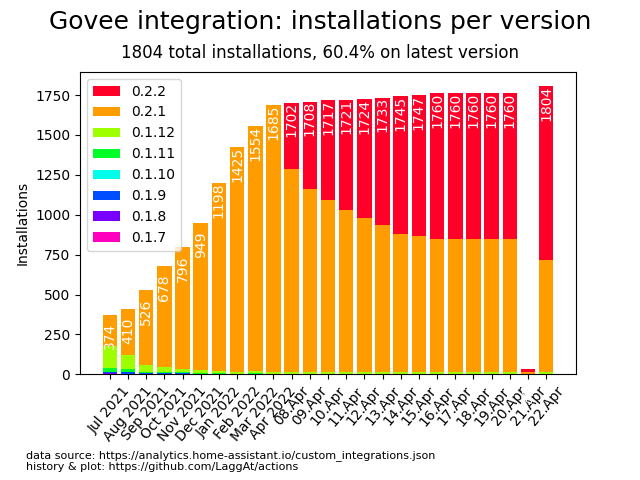 Govee integration: installations per version
1804 total installations, 60.4% on latest version
Installations
1750
1500
1250
1000
750
500
250
0
0.2.2
0.2.1
0.1.12
0.1.11
0.1.10
0.1.9
0.1.8
0.1.7
374
410
526
678
796
949
1198
1425
1554
1685
1702
1708
1717
1721
1724
1733
1745
1747
1760
1760
1760
1760
1760
1804
Jul 2021
Aug 2021
Sep 2021
Oct 2021
Nov 2021
Dec 2021
Jan 2022
Feb 2022
Mar 2022
Apr 2022
08.Apr
09.Apr
10.Apr
11.Apr
12.Apr
13.Apr
14.Apr
15.Apr
16.Apr
17.Apr
18.Apr
19.Apr
20.Apr
21.Apr
22.Apr
data source: https://analytics.home-assistant.io/custom_integrations.json
history & plot: https://github.com/LaggAt/actions